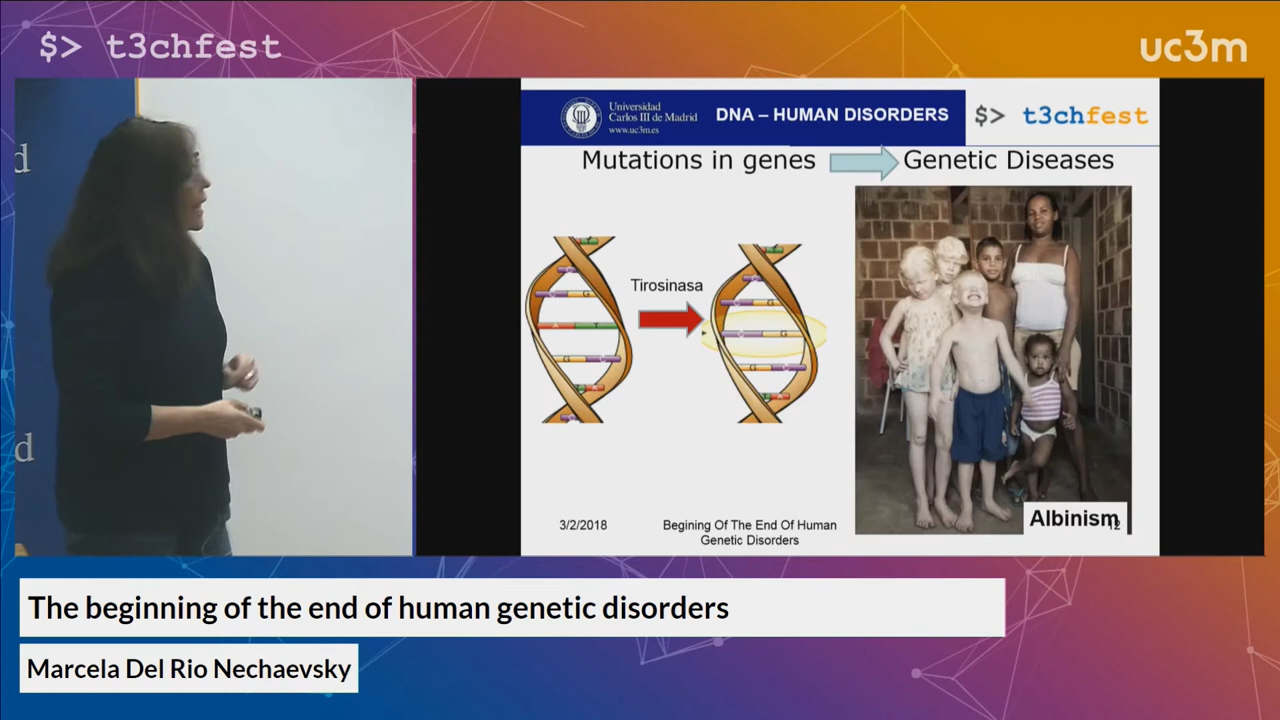 $> t3chfest
uc3m
d
d
Universidad
Carlos III de Madrid
www.uc3m.es
DNA – HUMAN DISORDERS
$> t3chfest
Mutations in genes
Genetic Diseases
Tirosinasa
G
A T
G
G
G
G
Albinism
12
3/2/2018
Begining Of The End Of Human
Genetic Disorders
The beginning of the end of human genetic disorders
Marcela Del Rio Nechaevsky